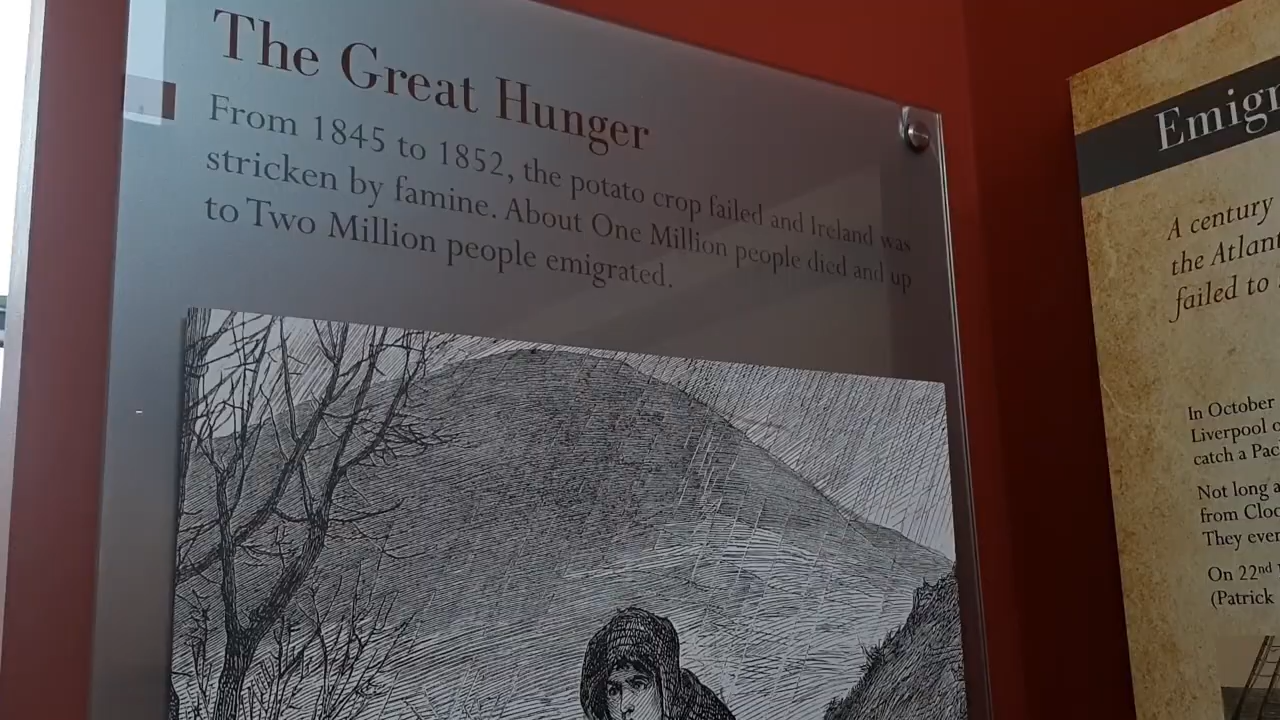 The Great Hunger
From 1845 to 1852, the potato crop failed and Ireland was
stricken by famine. About One Million people died and up
to Two Million people emigrated.
Emigr
A century
the Atlant
failed to
In October
Liverpool
catch a Pac
Not long a
from Cloc
They ever
On 22nd
(Patrick